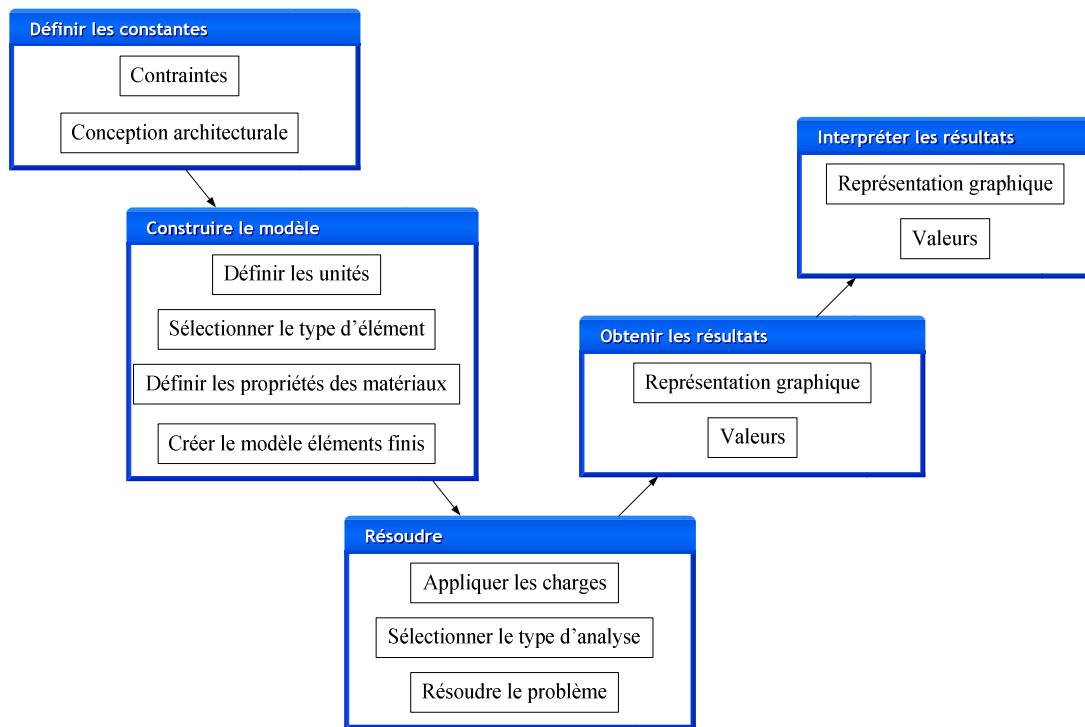 Définir les constantes
Contraintes
Conception architecturale
Construire le modèle
Définir les unités
Sélectionner le type d’élément
Définir les propriétés des matériaux
Créer le modèle éléments finis
Résoudre
Appliquer les charges
Sélectionner le type d’analyse
Résoudre le problème
Obtenir les résultats
Représentation graphique
Valeurs
Interpréter les résultats
Représentation graphique
Valeurs